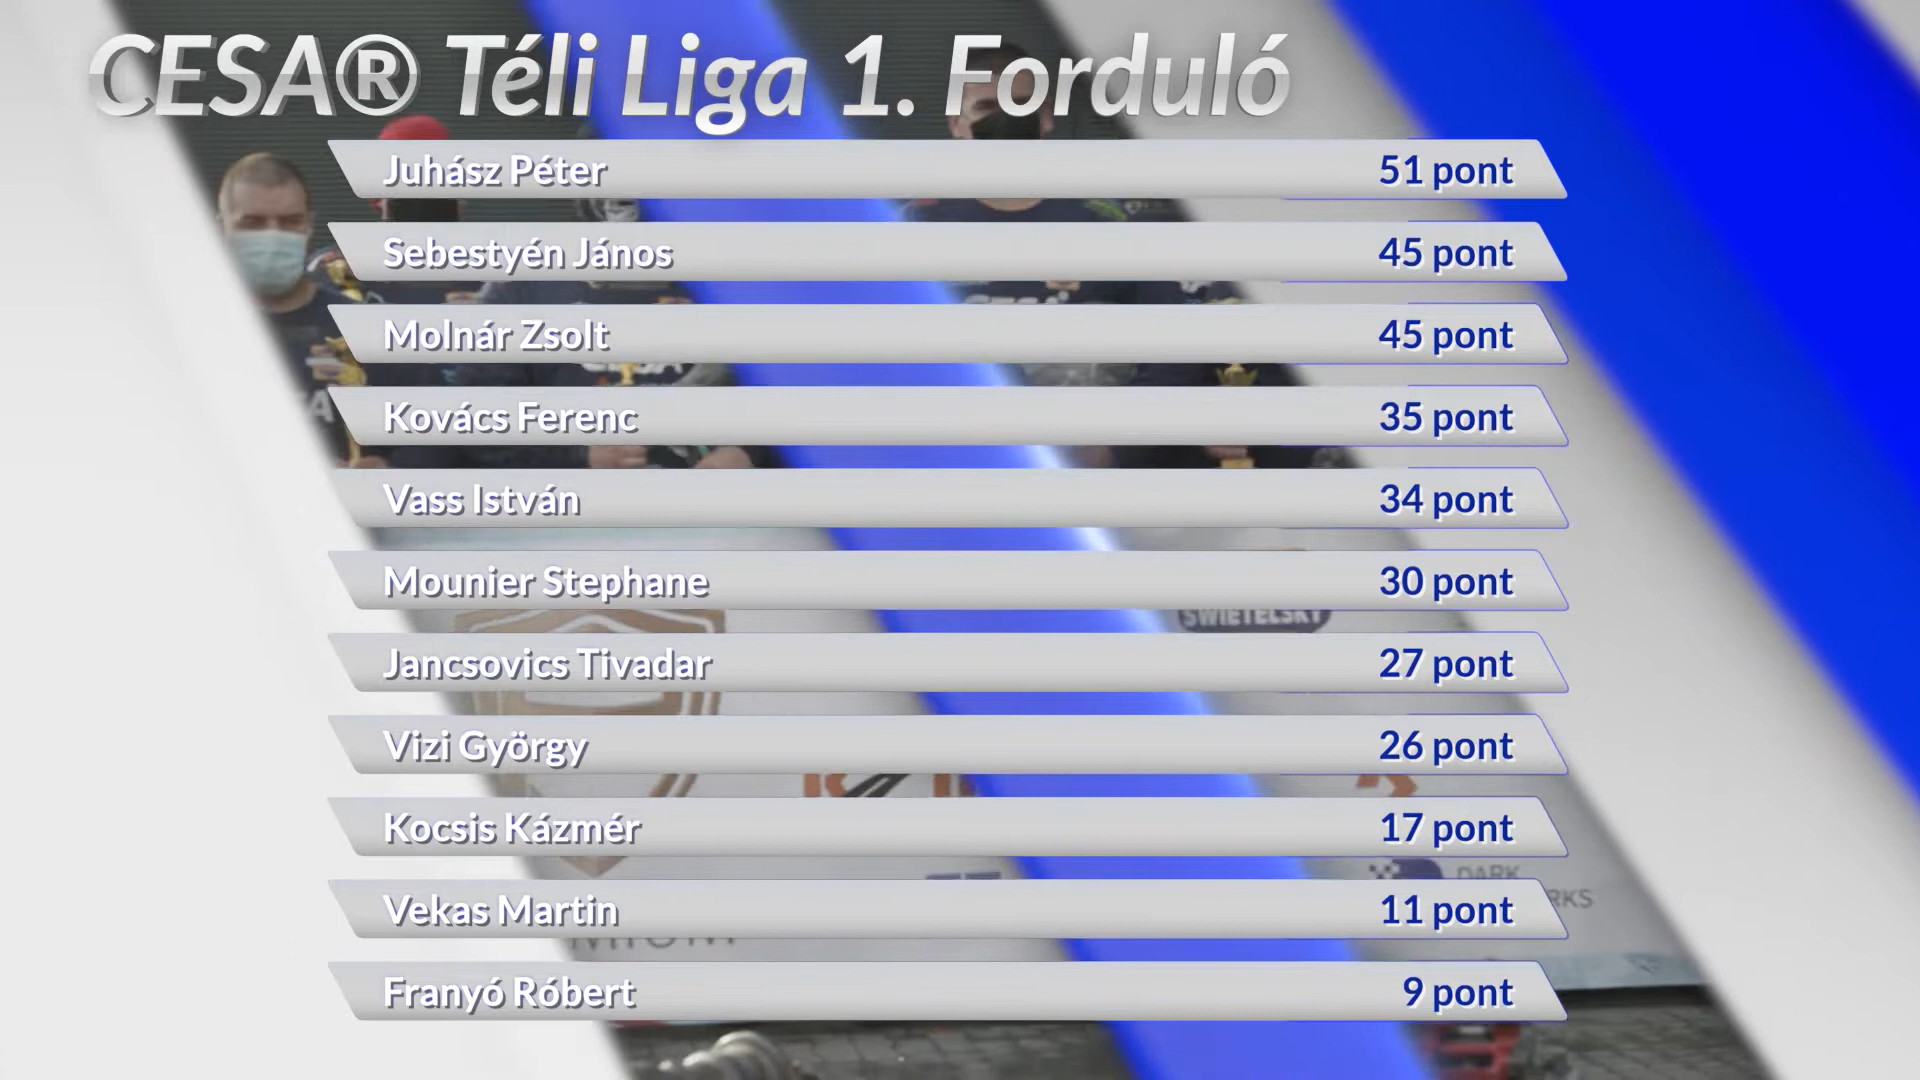 CESA® Téli Liga 1. Forduló
Juhász Péter 51 pont
Sebestyén János 45 pont
Molnár Zsolt 45 pont
Kovács Ferenc 35 pont
Vass István 34 pont
Mounier Stephane 30 pont
SWIETELSKY
Jancsovics Tivadar 27 pont
Vizi György 26 pont
Kocsis Kázmér 17 pont
DARK
Vekas Martin 11 pont
Franyó Róbert 9 pont